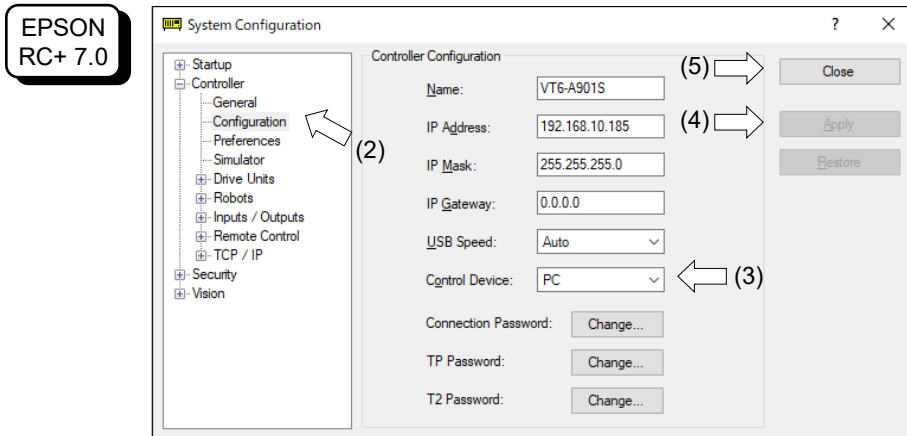 EPSON
RC+ 7.0
System Configuration
?
Startup
Controller
General
Configuration
Preferences
Simulator
Drive Units
Robots
Inputs / Outputs
Remote Control
TCP / IP
Security
Vision
(2)
Controller Configuration
Name: VT6-A901S
IP Address: 192.168.10.185
IP Mask: 255.255.255.0
IP Gateway: 0.0.0.0
USB Speed: Auto
Control Device: PC
(3)
Connection Password: Change...
TP Password: Change...
T2 Password: Change...
(5)
Close
(4)
Apply
Restore